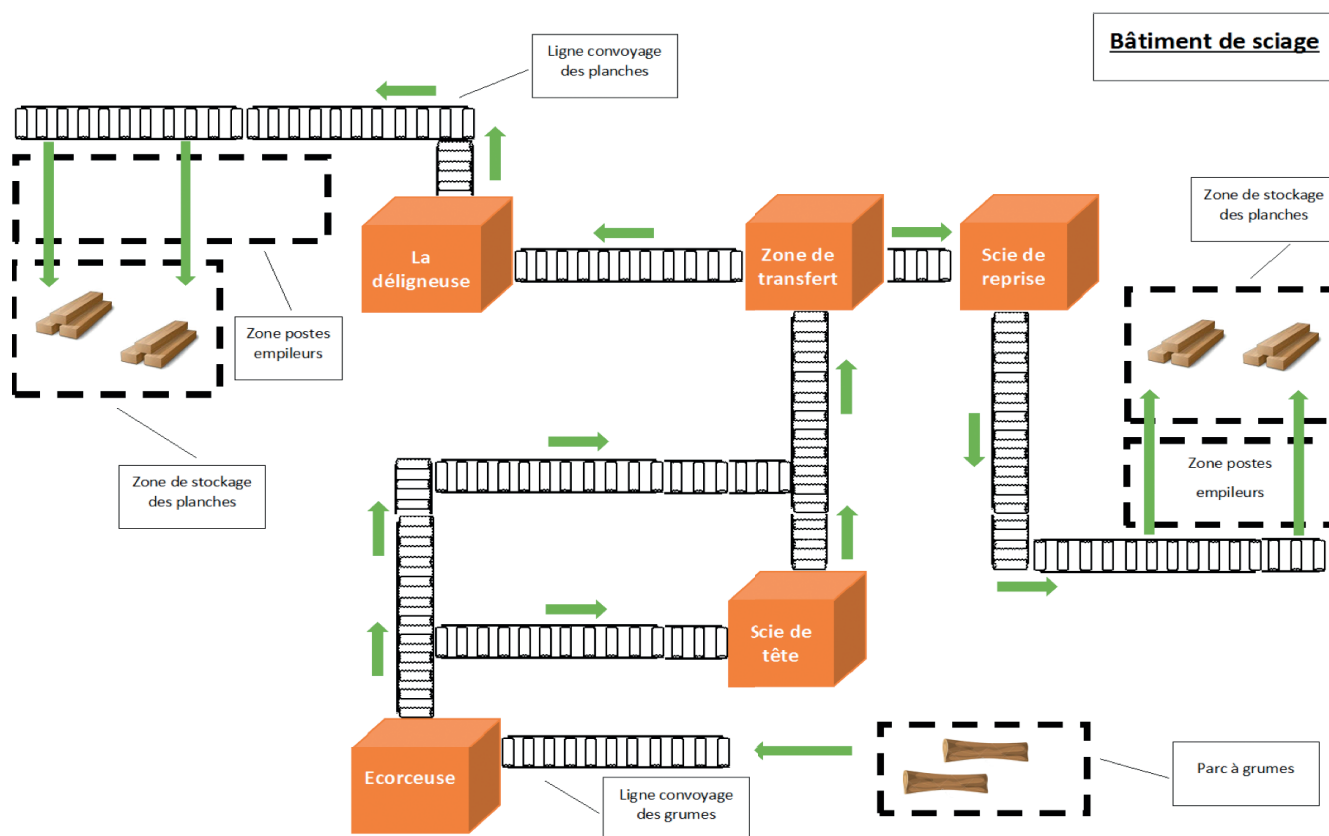 Bâtiment de sciage
Ligne convoyage
des planches
Zone de stockage
des planches
La
déligneuse
Zone de
transfert
Scie de
reprise
Zone postes
empileurs
Zone de stockage
des planches
Zone postes
empileurs
Scie de
tête
Ecorceuse
Ligne convoyage
des grumes
Parc à grumes